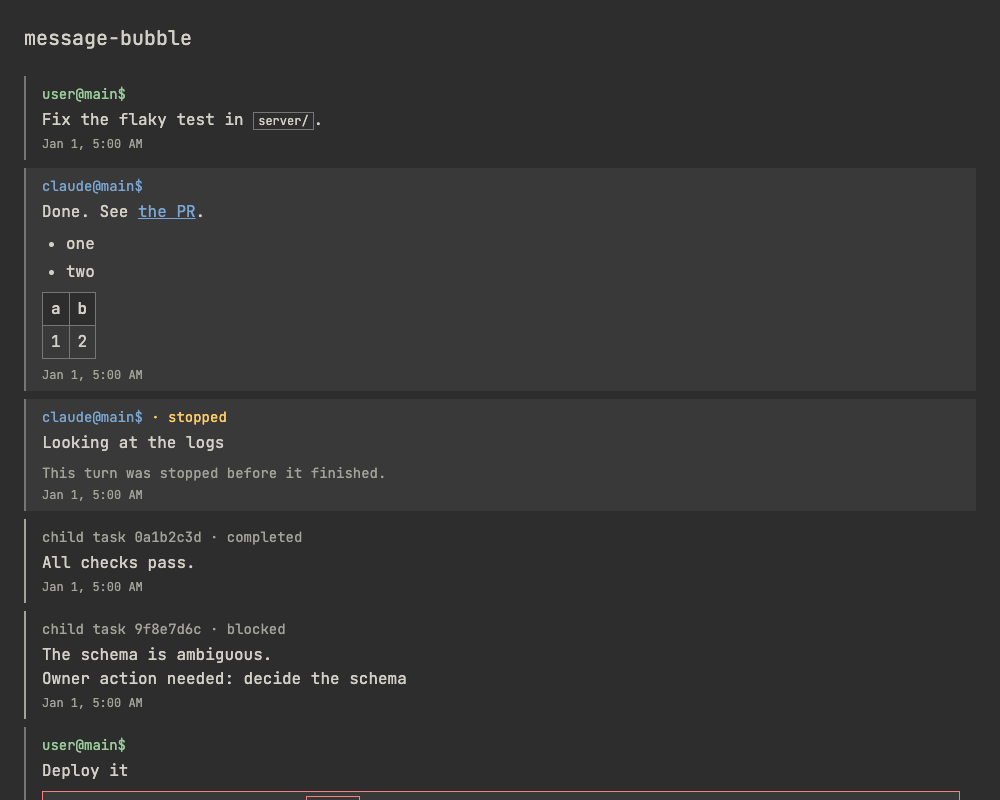 message-bubble
user@main$
Fix the flaky test in server/.
Jan 1, 5:00 AM
claude@main$
Done. See the PR.
• one
• two
a b
1 2
Jan 1, 5:00 AM
claude@main$ · stopped
Looking at the logs
This turn was stopped before it finished.
Jan 1, 5:00 AM
child task 0a1b2c3d · completed
All checks pass.
Jan 1, 5:00 AM
child task 9f8e7d6c · blocked
The schema is ambiguous.
Owner action needed: decide the schema
Jan 1, 5:00 AM
user@main$
Deploy it